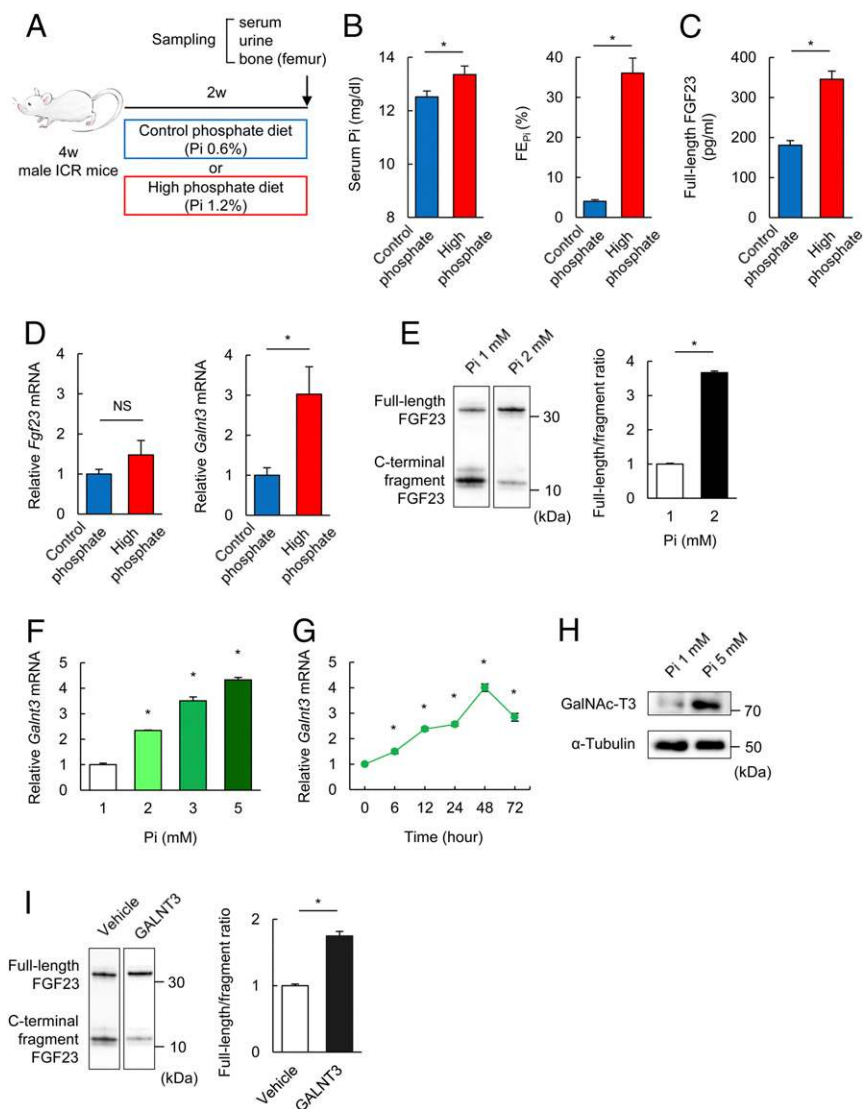 A
Sampling
serum
urine
bone (femur)
2w
4w
male ICR mice
Control phosphate diet
(Pi 0.6%)
or
High phosphate diet
(Pi 1.2%)
B
Serum Pi (mg/dl)
14
13
12
11
10
9
8
*
Control
phosphate
High
phosphate
FEPi (%)
40
30
20
10
0
*
Control
phosphate
High
phosphate
C
Full-length FGF23
(pg/ml)
400
300
200
100
0
*
Control
phosphate
High
phosphate
D
Relative Fgf23 mRNA
4
3
2
1
0
NS
Control
phosphate
High
phosphate
Relative Galnt3 mRNA
4
3
2
1
0
*
Control
phosphate
High
phosphate
E
Pi 1 mM
Pi 2 mM
Full-length
FGF23
30
C-terminal
fragment
FGF23
10
(kDa)
Full-length/fragment ratio
4
3
2
1
0
*
1
2
Pi (mM)
F
Relative Galnt3 mRNA
5
4
3
2
1
0
*
*
*
1
2
3
5
Pi (mM)
G
Relative Galnt3 mRNA
5
4
3
2
1
0
*
*
*
*
*
0
6
12
24
48
72
Time (hour)
H
Pi 1 mM
Pi 5 mM
GalNAc-T3
70
α-Tubulin
50
(kDa)
I
Vehicle
GALNT3
Full-length
FGF23
30
C-terminal
fragment
FGF23
10
(kDa)
Full-length/fragment ratio
2
1
0
*
Vehicle
GALNT3